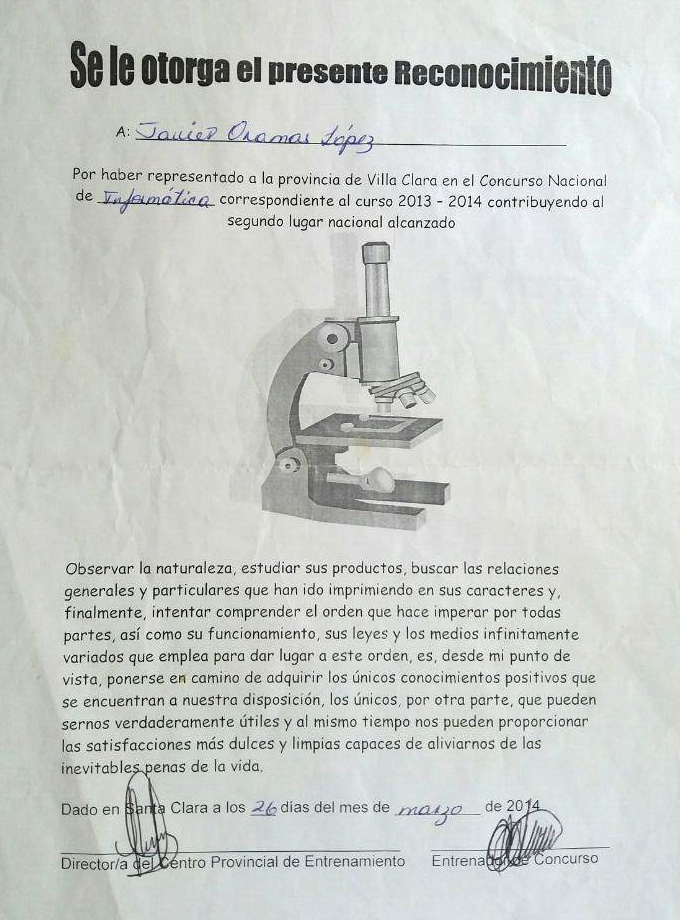 Se le otorga el presente Reconocimiento
A: Javier Oramas López
Por haber representado a la provincia de Villa Clara en el Concurso Nacional
de Informática correspondiente al curso 2013 - 2014 contribuyendo al
segundo lugar nacional alcanzado
Observar la naturaleza, estudiar sus productos, buscar las relaciones
generales y particulares que han ido imprimiendo en sus caracteres y,
finalmente, intentar comprender el orden que hace imperar por todas
partes, así como su funcionamiento, sus leyes y los medios infinitamente
variados que emplea para dar lugar a este orden, es, desde mi punto de
vista, ponerse en camino de adquirir los únicos conocimientos positivos que
se encuentran a nuestra disposición, los únicos, por otra parte, que pueden
sernos verdaderamente útiles y al mismo tiempo nos pueden proporcionar
las satisfacciones más dulces y limpias capaces de aliviarnos de las
inevitables penas de la vida.
Dado en Santa Clara a los 26 días del mes de marzo de 2014
Director/a del Centro Provincial de Entrenamiento Entrenador de Concurso